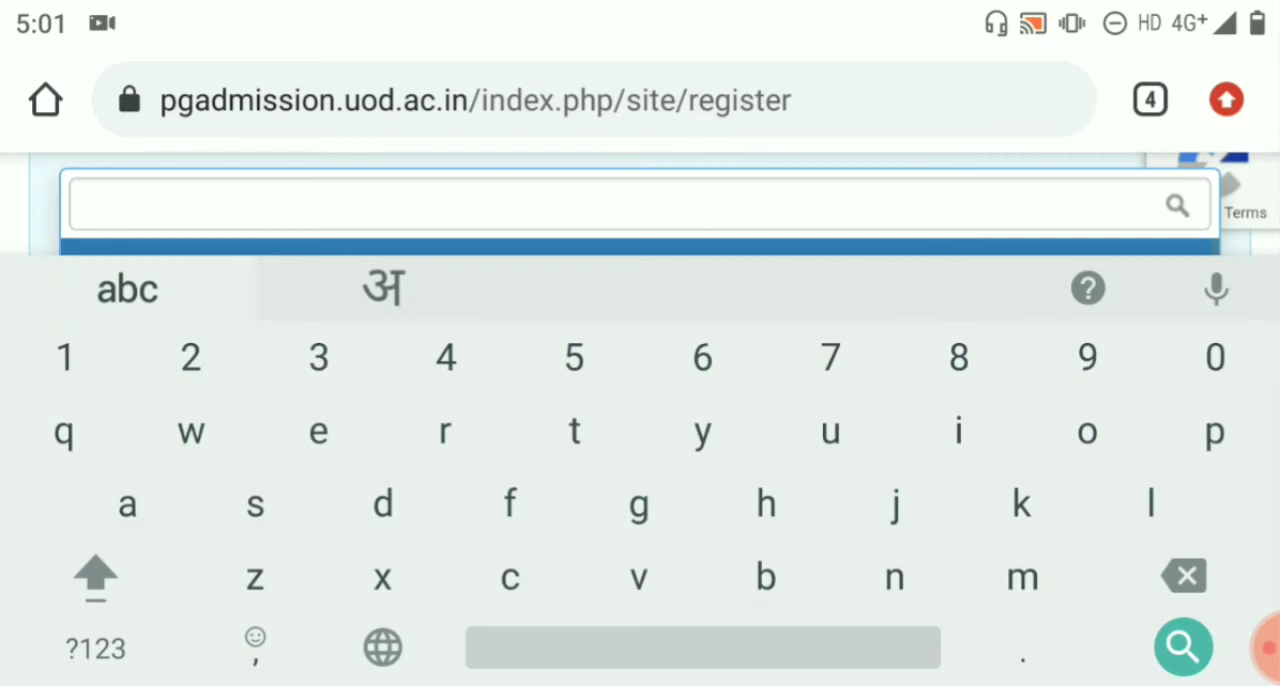 5:01 HD 4G+
pgadmission.uod.ac.in/index.php/site/register 4
Terms
abc अ ?
1 2 3 4 5 6 7 8 9 0
q w e r t y u i o p
a s d f g h j k l
z x c v b n m
?123 , .